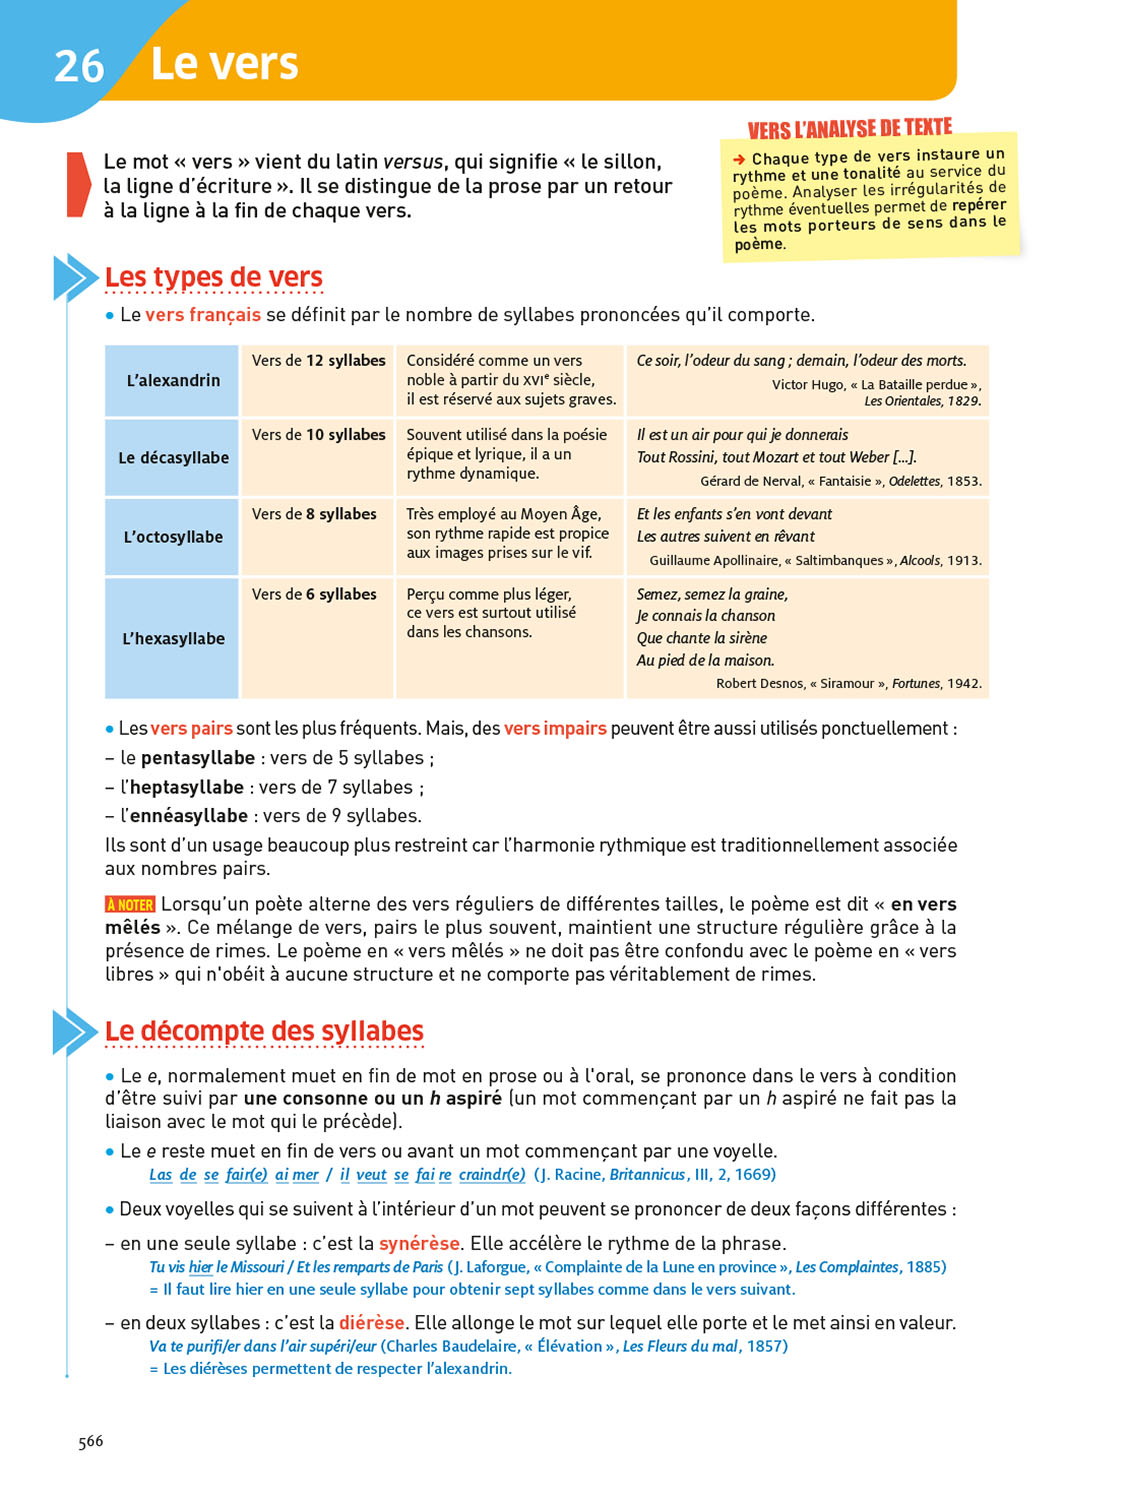 26 Le vers
Le mot « vers » vient du latin versus, qui signifie « le sillon,
la ligne d'écriture ». Il se distingue de la prose par un retour
à la ligne à la fin de chaque vers.
VERS L'ANALYSE DE TEXTE
→ Chaque type de vers instaure un
rythme et une tonalité au service du
poème. Analyser les irrégularités de
rythme éventuelles permet de repérer
les mots porteurs de sens dans le
poème.
Les types de vers
• Le vers français se définit par le nombre de syllabes prononcées qu'il comporte.
L'alexandrin
Vers de 12 syllabes
Considéré comme un vers
noble à partir du XVIe siècle,
il est réservé aux sujets graves.
Ce soir, l'odeur du sang ; demain, l'odeur des morts.
Victor Hugo, « La Bataille perdue »,
Les Orientales, 1829.
Le décasyllabe
Vers de 10 syllabes
Souvent utilisé dans la poésie
épique et lyrique, il a un
rythme dynamique.
Il est un air pour qui je donnerais
Tout Rossini, tout Mozart et tout Weber [...].
Gérard de Nerval, « Fantaisie », Odelettes, 1853.
L'octosyllabe
Vers de 8 syllabes
Très employé au Moyen Âge,
son rythme rapide est propice
aux images prises sur le vif.
Et les enfants s'en vont devant
Les autres suivent en rêvant
Guillaume Apollinaire, « Saltimbanques », Alcools, 1913.
L'hexasyllabe
Vers de 6 syllabes
Perçu comme plus léger,
ce vers est surtout utilisé
dans les chansons.
Semez, semez la graine,
Je connais la chanson
Que chante la sirène
Au pied de la maison.
Robert Desnos, « Siramour », Fortunes, 1942.
• Les vers pairs sont les plus fréquents. Mais, des vers impairs peuvent être aussi utilisés ponctuellement :
– le pentasyllabe : vers de 5 syllabes ;
– l'heptasyllabe : vers de 7 syllabes ;
– l'ennéasyllabe : vers de 9 syllabes.
Ils sont d'un usage beaucoup plus restreint car l'harmonie rythmique est traditionnellement associée
aux nombres pairs.
À NOTER Lorsqu'un poète alterne des vers réguliers de différentes tailles, le poème est dit « en vers
mêlés ». Ce mélange de vers, pairs le plus souvent, maintient une structure régulière grâce à la
présence de rimes. Le poème en « vers mêlés » ne doit pas être confondu avec le poème en « vers
libres » qui n'obéit à aucune structure et ne comporte pas véritablement de rimes.
Le décompte des syllabes
• Le e, normalement muet en fin de mot en prose ou à l'oral, se prononce dans le vers à condition
d'être suivi par une consonne ou un h aspiré (un mot commençant par un h aspiré ne fait pas la
liaison avec le mot qui le précède).
• Le e reste muet en fin de vers ou avant un mot commençant par une voyelle.
Las de se fair(e) ai mer / il veut se fai re craindr(e) (J. Racine, Britannicus, III, 2, 1669)
• Deux voyelles qui se suivent à l'intérieur d'un mot peuvent se prononcer de deux façons différentes :
– en une seule syllabe : c'est la synérèse. Elle accélère le rythme de la phrase.
Tu vis hier le Missouri / Et les remparts de Paris (J. Laforgue, « Complainte de la Lune en province », Les Complaintes, 1885)
= Il faut lire hier en une seule syllabe pour obtenir sept syllabes comme dans le vers suivant.
– en deux syllabes : c'est la diérèse. Elle allonge le mot sur lequel elle porte et le met ainsi en valeur.
Va te purifi/er dans l'air supéri/eur (Charles Baudelaire, « Élévation », Les Fleurs du mal, 1857)
= Les diérèses permettent de respecter l'alexandrin.
566